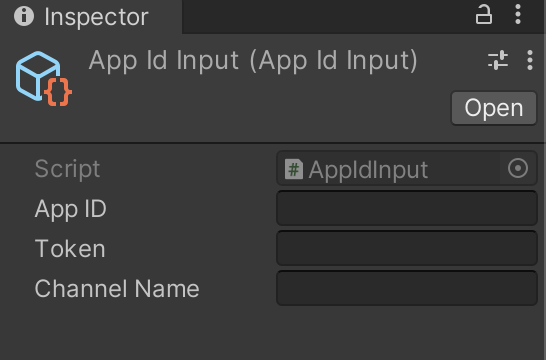 Inspector
App Id Input (App Id Input)
Open
Script # AppIdInput
App ID
Token
Channel Name